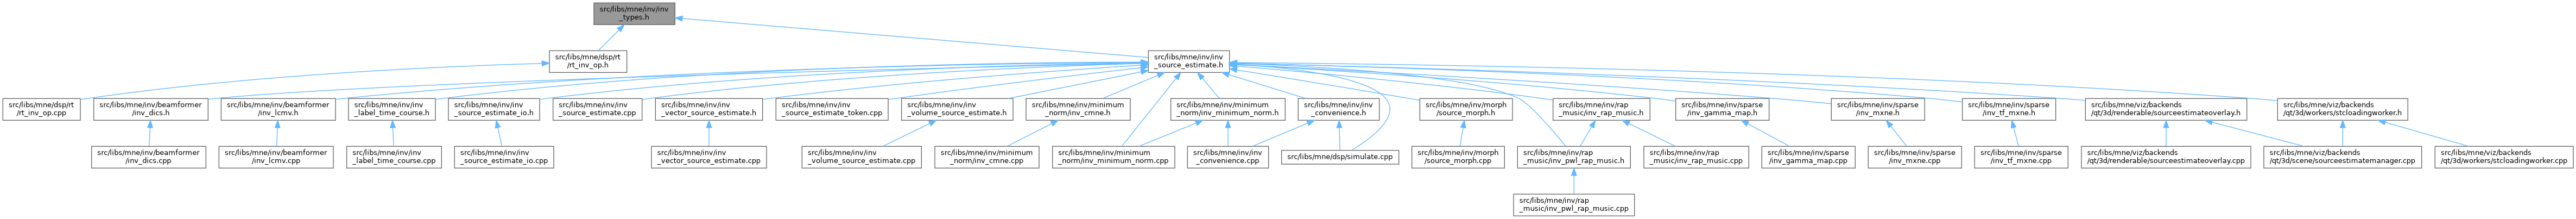 src/libs/mne/inv/inv
_types.h
src/libs/mne/dsp/rt
/rt_inv_op.h
src/libs/mne/inv/inv
_source_estimate.h
src/libs/mne/dsp/rt
/rt_inv_op.cpp
src/libs/mne/inv/beamformer
/inv_dics.h
src/libs/mne/inv/beamformer
/inv_lcmv.h
src/libs/mne/inv/inv
_label_time_course.h
src/libs/mne/inv/inv
_source_estimate_io.h
src/libs/mne/inv/inv
_source_estimate.cpp
src/libs/mne/inv/inv
_vector_source_estimate.h
src/libs/mne/inv/inv
_source_estimate_token.cpp
src/libs/mne/inv/inv
_volume_source_estimate.h
src/libs/mne/inv/minimum
_norm/inv_cmne.h
src/libs/mne/inv/minimum
_norm/inv_minimum_norm.h
src/libs/mne/inv/inv
_convenience.h
src/libs/mne/inv/morph
/source_morph.h
src/libs/mne/inv/rap
_music/inv_rap_music.h
src/libs/mne/inv/sparse
/inv_gamma_map.h
src/libs/mne/inv/sparse
/inv_mxne.h
src/libs/mne/inv/sparse
/inv_tf_mxne.h
src/libs/mne/viz/backends
/qt/3d/renderable/sourceestimateoverlay.h
src/libs/mne/viz/backends
/qt/3d/workers/stcloadingworker.h
src/libs/mne/inv/beamformer
/inv_dics.cpp
src/libs/mne/inv/beamformer
/inv_lcmv.cpp
src/libs/mne/inv/inv
_label_time_course.cpp
src/libs/mne/inv/inv
_source_estimate_io.cpp
src/libs/mne/inv/inv
_vector_source_estimate.cpp
src/libs/mne/inv/inv
_volume_source_estimate.cpp
src/libs/mne/inv/minimum
_norm/inv_cmne.cpp
src/libs/mne/inv/minimum
_norm/inv_minimum_norm.cpp
src/libs/mne/inv/inv
_convenience.cpp
src/libs/mne/dsp/simulate.cpp
src/libs/mne/inv/morph
/source_morph.cpp
src/libs/mne/inv/rap
_music/inv_pwl_rap_music.h
src/libs/mne/inv/rap
_music/inv_rap_music.cpp
src/libs/mne/inv/sparse
/inv_gamma_map.cpp
src/libs/mne/inv/sparse
/inv_mxne.cpp
src/libs/mne/inv/sparse
/inv_tf_mxne.cpp
src/libs/mne/viz/backends
/qt/3d/renderable/sourceestimateoverlay.cpp
src/libs/mne/viz/backends
/qt/3d/scene/sourceestimatemanager.cpp
src/libs/mne/viz/backends
/qt/3d/workers/stcloadingworker.cpp
src/libs/mne/inv/rap
_music/inv_pwl_rap_music.cpp